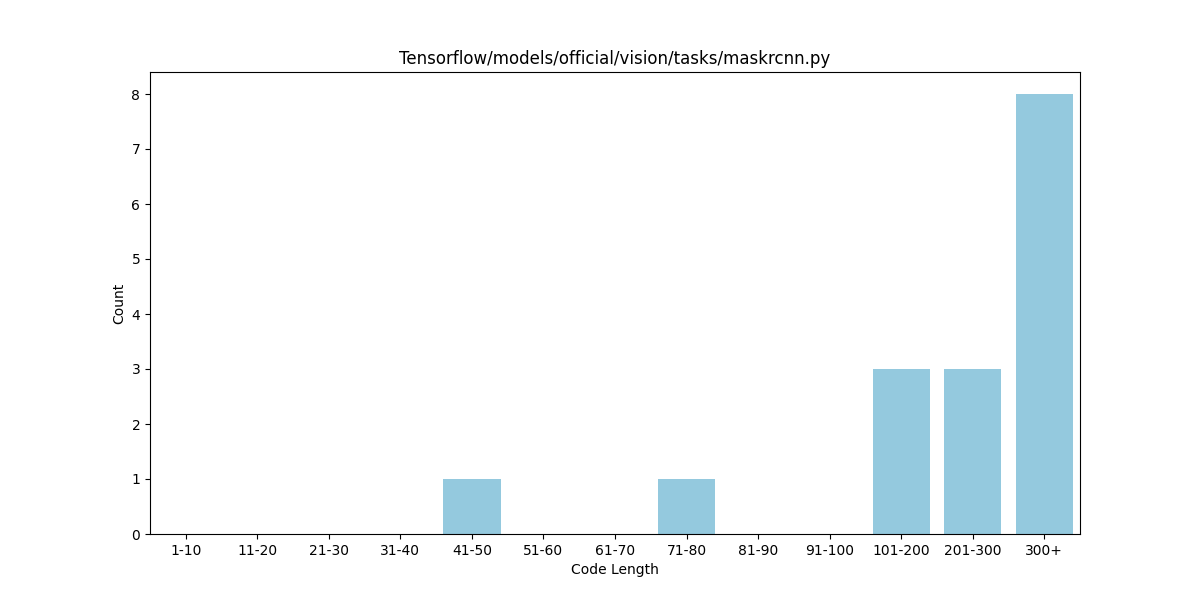 Tensorflow/models/official/vision/tasks/maskrcnn.py
8
7
6
5
4
3
2
1
0
Count
1-10 11-20 21-30 31-40 41-50 51-60 61-70 71-80 81-90 91-100 101-200 201-300 300+
Code Length